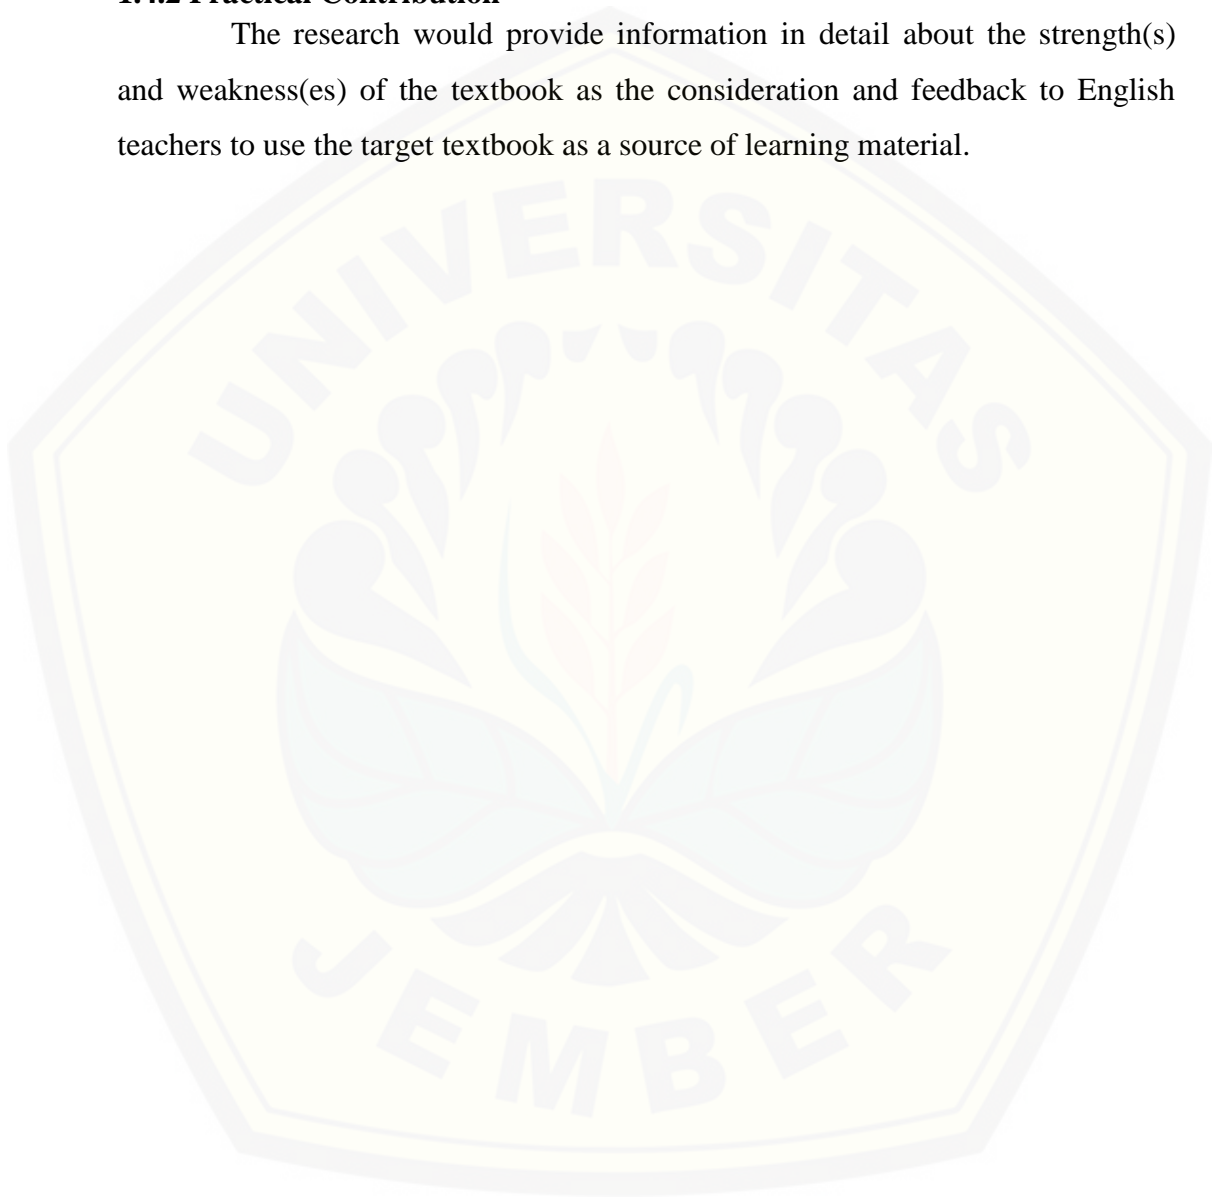 1.4.2 Practical Contribution
The research would provide information in detail about the strength(s)
and weakness(es) of the textbook as the consideration and feedback to English
teachers to use the target textbook as a source of learning material.
UNIVERSITAS
JEMBER